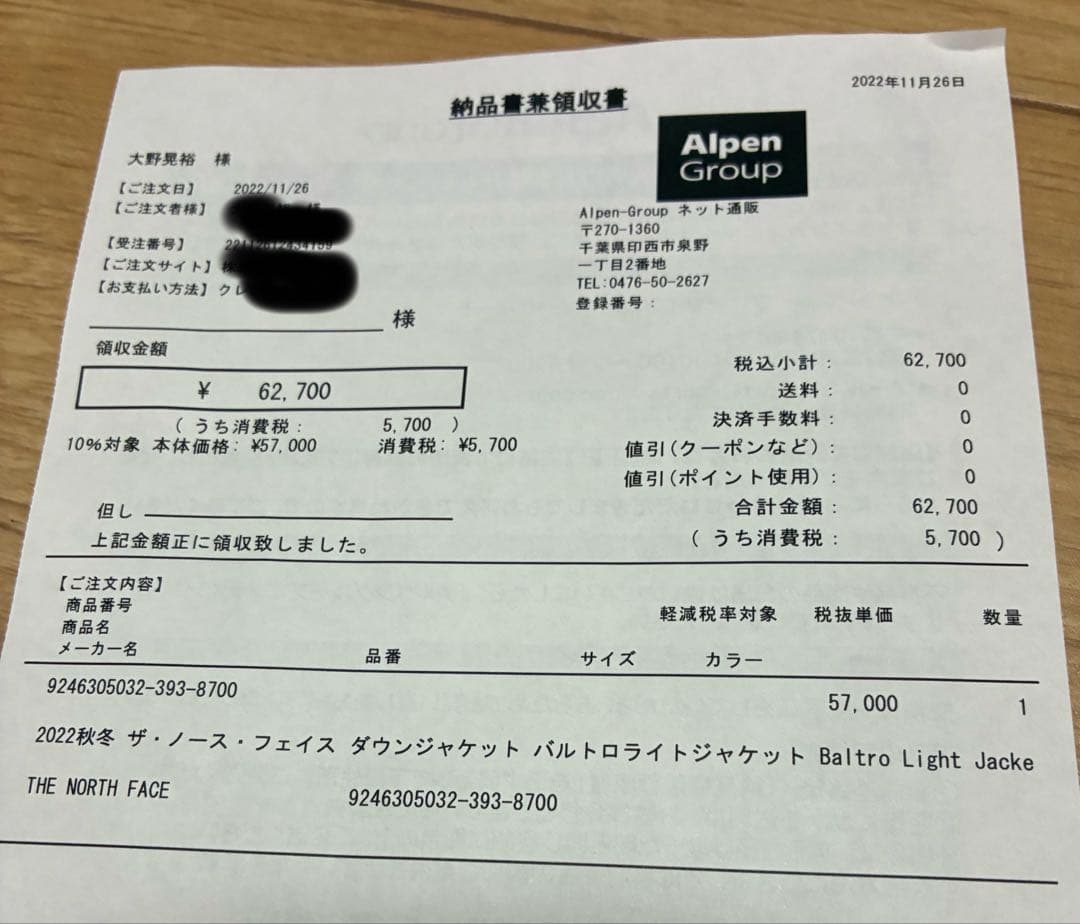 2022年11月26日
納品書兼領収書
Alpen
Group
大野晃裕 様
【ご注文日】 2022/11/26
【ご注文者様】
【受注番号】
【ご注文サイト】
【お支払い方法】クレ
Alpen-Group ネット通販
〒270-1360
千葉県印西市泉野
一丁目2番地
TEL:0476-50-2627
登録番号:
様
領収金額
¥ 62,700
( うち消費税: 5,700 )
10%対象 本体価格: ¥57,000 消費税: ¥5,700
但し
上記金額正に領収致しました。
税込小計: 62,700
送料: 0
決済手数料: 0
値引(クーポンなど): 0
値引(ポイント使用): 0
合計金額: 62,700
( うち消費税: 5,700 )
【ご注文内容】
商品番号 軽減税率対象 税抜単価 数量
商品名
メーカー名 品番 サイズ カラー
9246305032-393-8700 57,000 1
2022秋冬 ザ・ノース・フェイス ダウンジャケット バルトロライトジャケット Baltro Light Jacke
THE NORTH FACE 9246305032-393-8700